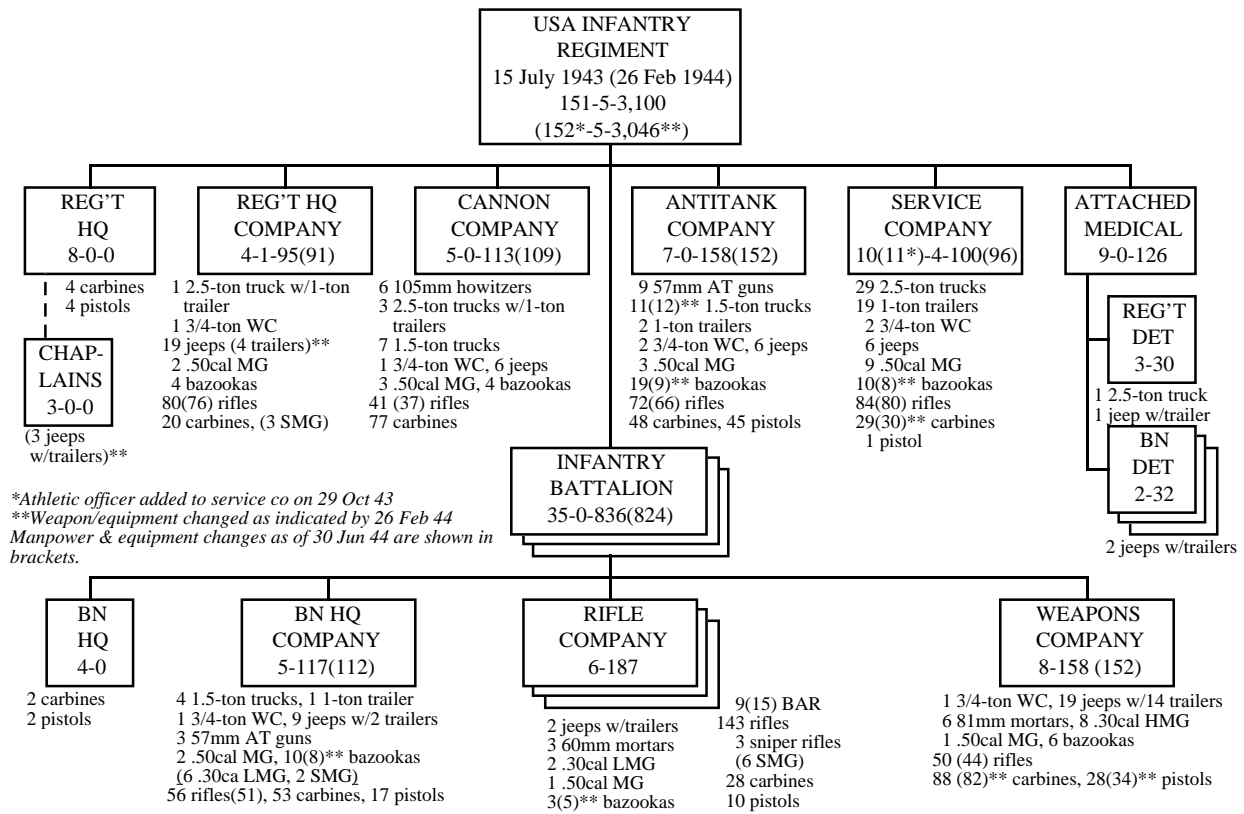 USA INFANTRY
REGIMENT
15 July 1943 (26 Feb 1944)
151-5-3,100
(152*-5-3,046**)
REG'T
HQ
8-0-0
4 carbines
4 pistols
CHAP-
LAINS
3-0-0
(3 jeeps
w/trailers)**
REG'T HQ
COMPANY
4-1-95(91)
1 2.5-ton truck w/1-ton
trailer
1 3/4-ton WC
19 jeeps (4 trailers)**
2 .50cal MG
4 bazookas
80(76) rifles
20 carbines, (3 SMG)
CANNON
COMPANY
5-0-113(109)
6 105mm howitzers
3 2.5-ton trucks w/1-ton
trailers
7 1.5-ton trucks
1 3/4-ton WC, 6 jeeps
3 .50cal MG, 4 bazookas
41 (37) rifles
77 carbines
ANTITANK
COMPANY
7-0-158(152)
9 57mm AT guns
11(12)** 1.5-ton trucks
2 1-ton trailers
2 3/4-ton WC, 6 jeeps
3 .50cal MG
19(9)** bazookas
72(66) rifles
48 carbines, 45 pistols
SERVICE
COMPANY
10(11*)-4-100(96)
29 2.5-ton trucks
19 1-ton trailers
2 3/4-ton WC
6 jeeps
9 .50cal MG
10(8)** bazookas
84(80) rifles
29(30)** carbines
1 pistol
ATTACHED
MEDICAL
9-0-126
REG'T
DET
3-30
1 2.5-ton truck
1 jeep w/trailer
BN
DET
2-32
2 jeeps w/trailers
INFANTRY
BATTALION
35-0-836(824)
*Athletic officer added to service co on 29 Oct 43
**Weapon/equipment changed as indicated by 26 Feb 44
Manpower & equipment changes as of 30 Jun 44 are shown in
brackets.
BN
HQ
4-0
2 carbines
2 pistols
BN HQ
COMPANY
5-117(112)
4 1.5-ton trucks, 1 1-ton trailer
1 3/4-ton WC, 9 jeeps w/2 trailers
3 57mm AT guns
2 .50cal MG, 10(8)** bazookas
(6 .30ca LMG, 2 SMG)
56 rifles(51), 53 carbines, 17 pistols
RIFLE
COMPANY
6-187
2 jeeps w/trailers
3 60mm mortars
2 .30cal LMG
1 .50cal MG
3(5)** bazookas
9(15) BAR
143 rifles
3 sniper rifles
(6 SMG)
28 carbines
10 pistols
WEAPONS
COMPANY
8-158 (152)
1 3/4-ton WC, 19 jeeps w/14 trailers
6 81mm mortars, 8 .30cal HMG
1 .50cal MG, 6 bazookas
50 (44) rifles
88 (82)** carbines, 28(34)** pistols